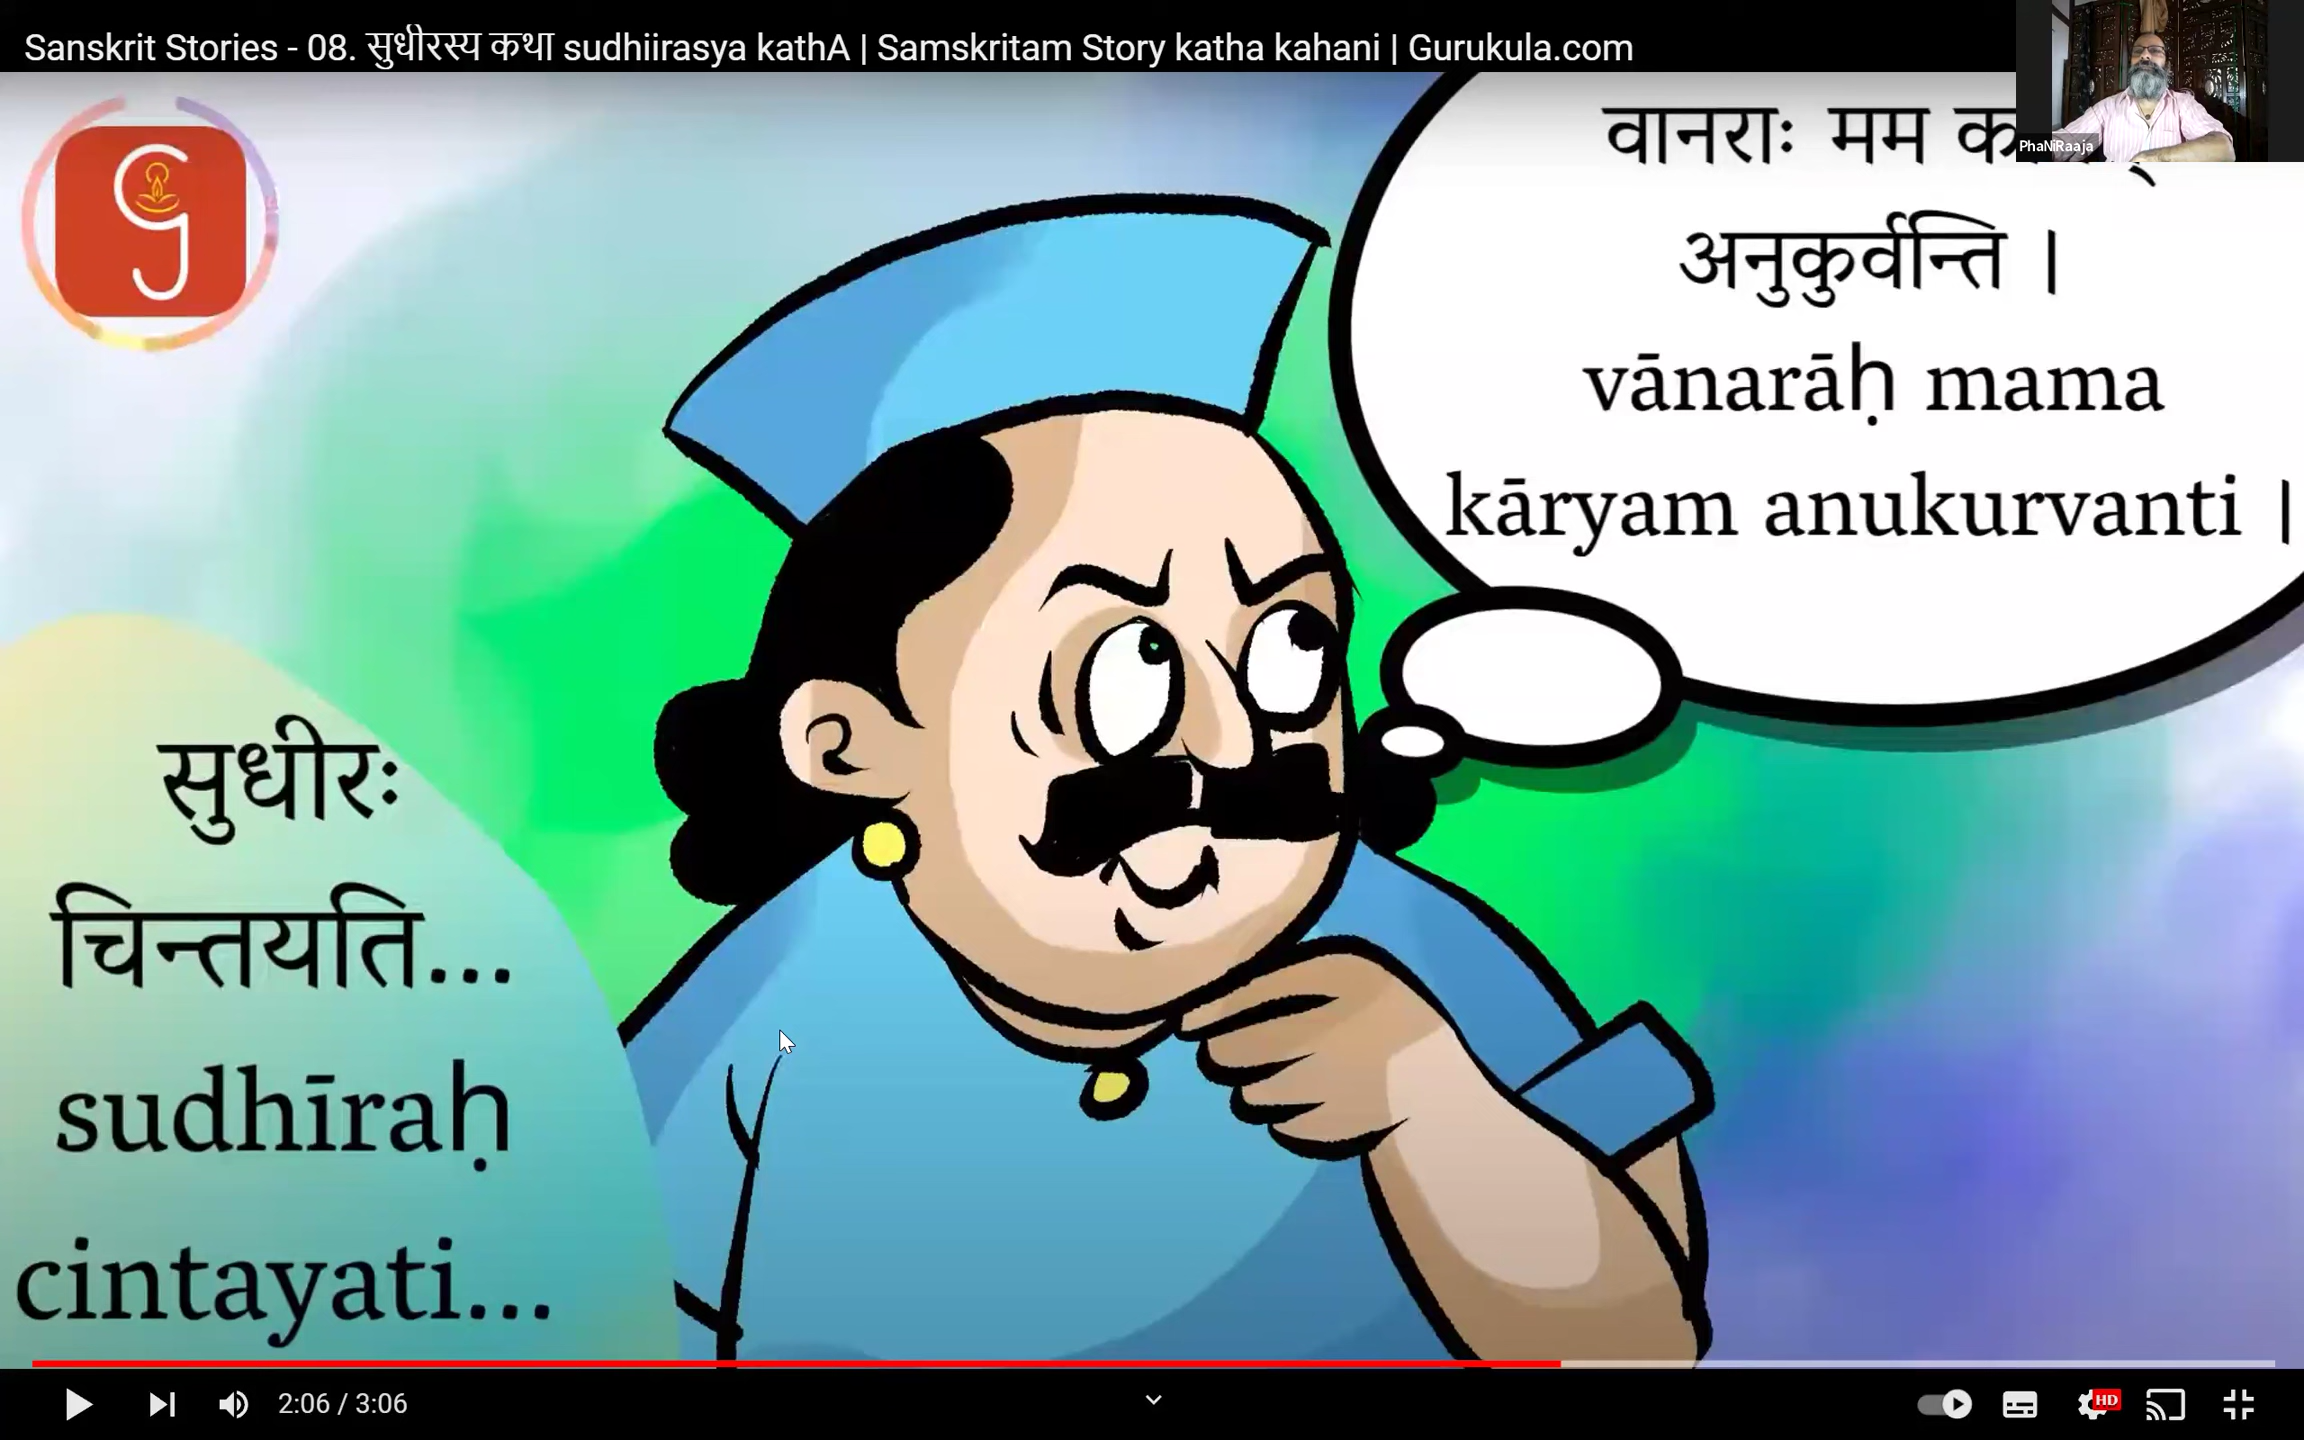 Sanskrit Stories - 08. सुधीरस्य कथा sudhiirasya kathA | Samskritam Story katha kahani | Gurukula.com
PhaNiRaaja
वानराः मम
अनुकुर्वन्ति ।
vānarāḥ mama
kāryam anukurvanti |
सुधीरः
चिन्तयति...
sudhīraḥ
cintayati...
2:06 / 3:06
HD